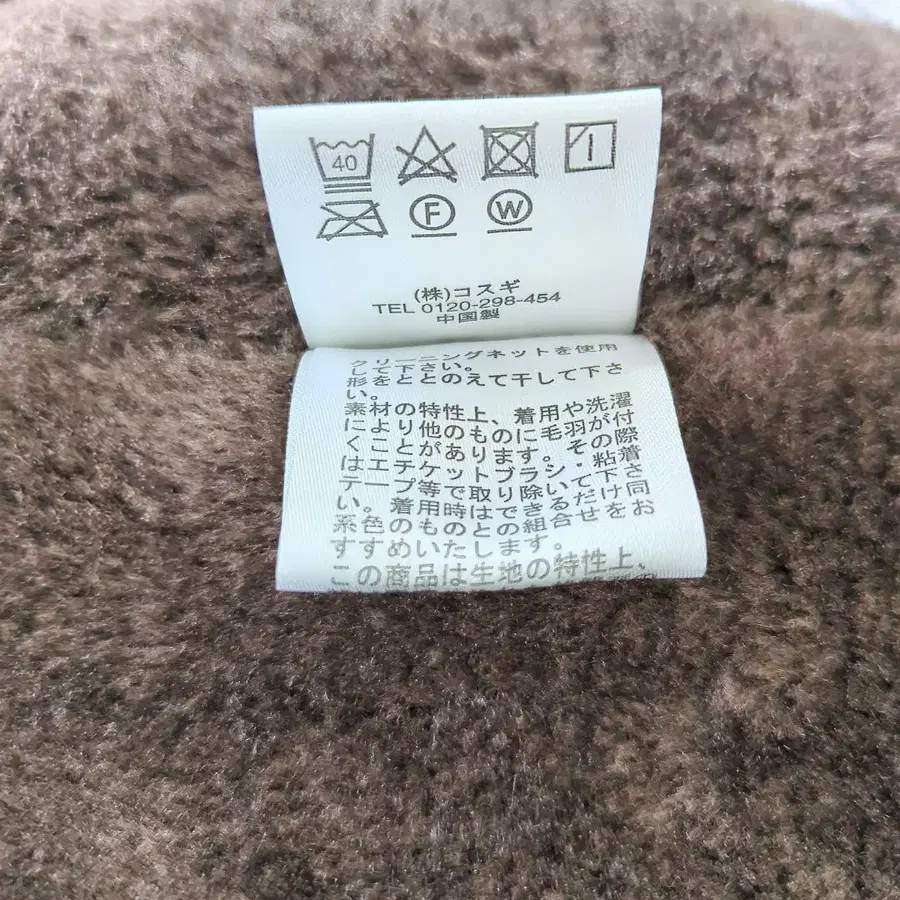 40
F W
(株)コスギ
TEL 0120-298-454
中国製
クリーニングネットを使用
して下さい。
形をととのえて干して下さ
い。
素材の特性上、着用や洗濯
により他のものに毛羽が付
くことがあります。その際
はエチケットブラシ・粘着
テープ等で取り除いて下さ
い。着用時はできるだけ同
系色のものとの組合せをお
すすめいたします。
この商品は生地の特性上、